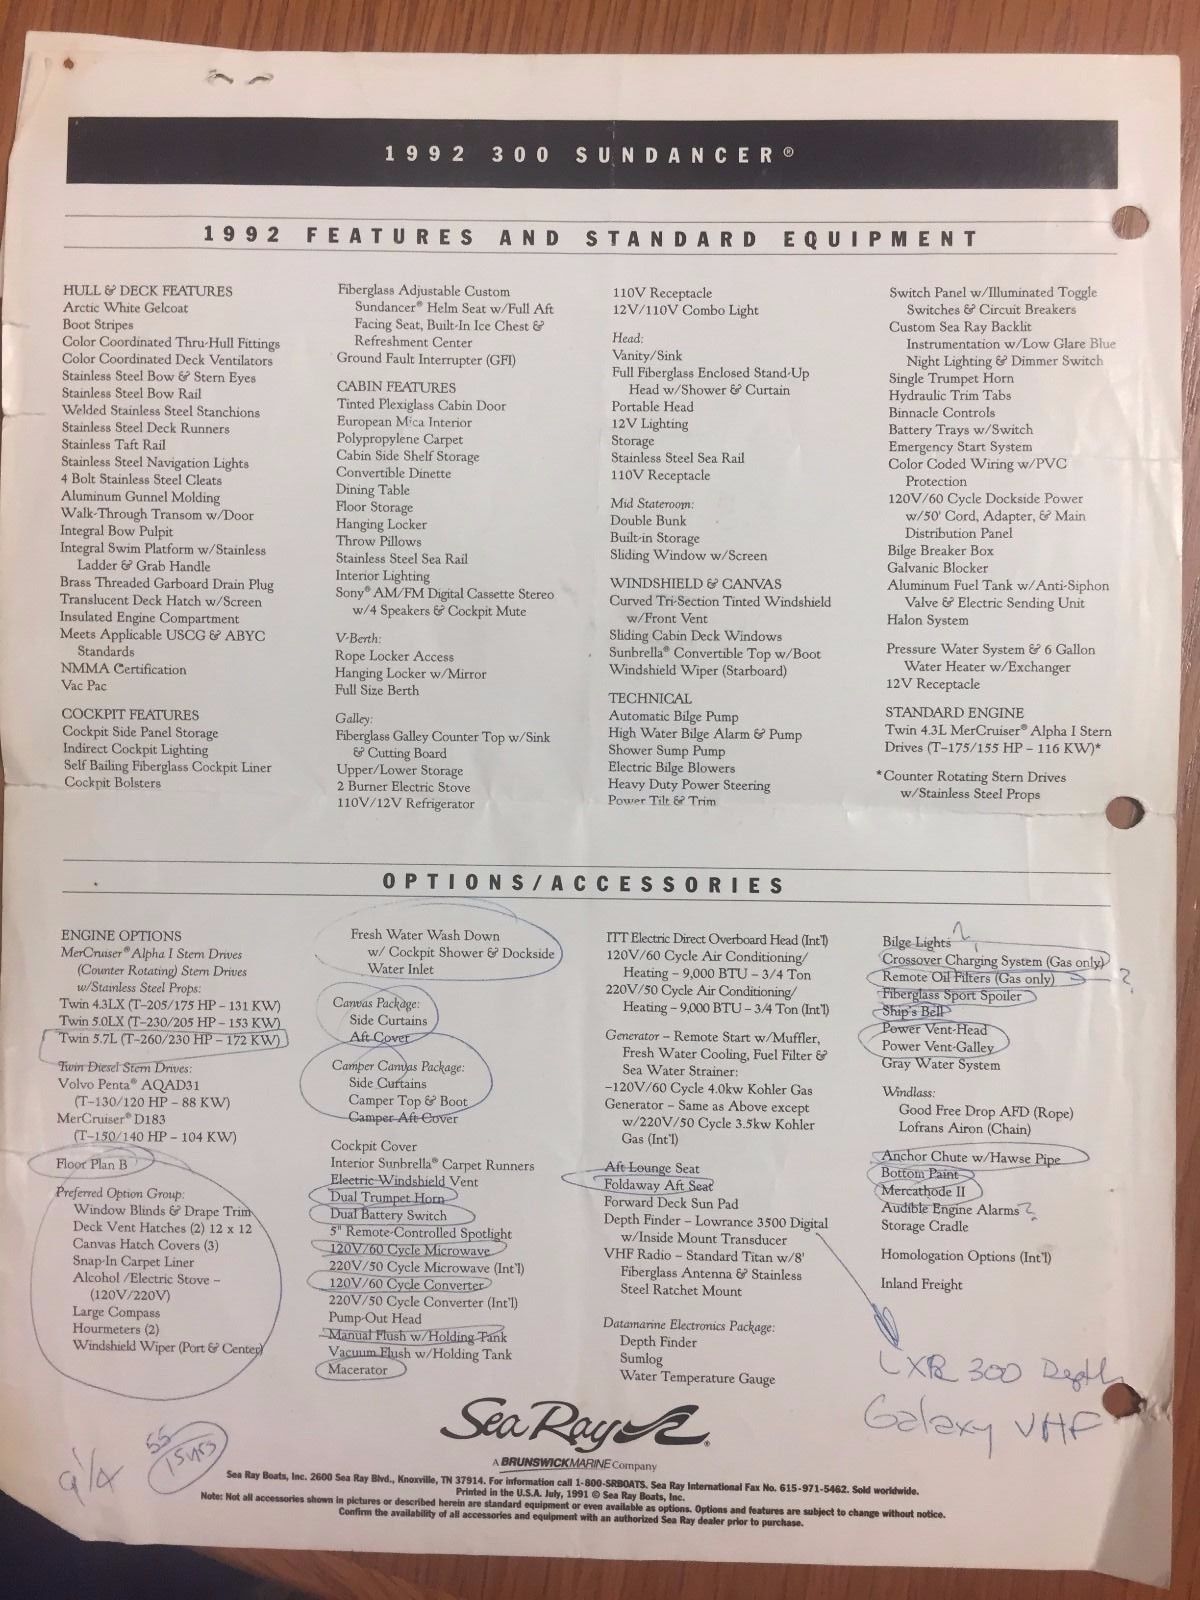 1992 300 SUNDANCER®
1992 FEATURES AND STANDARD EQUIPMENT
HULL & DECK FEATURES
Arctic White Gelcoat
Boot Stripes
Color Coordinated Thru-Hull Fittings
Color Coordinated Deck Ventilators
Stainless Steel Bow & Stern Eyes
Stainless Steel Bow Rail
Welded Stainless Steel Stanchions
Stainless Steel Deck Runners
Stainless Taft Rail
Stainless Steel Navigation Lights
4 Bolt Stainless Steel Cleats
Aluminum Gunnel Molding
Walk-Through Transom w/Door
Integral Bow Pulpit
Integral Swim Platform w/Stainless
Ladder & Grab Handle
Brass Threaded Garboard Drain Plug
Translucent Deck Hatch w/Screen
Insulated Engine Compartment
Meets Applicable USCG & ABYC
Standards
NMMA Certification
Vac Pac
COCKPIT FEATURES
Cockpit Side Panel Storage
Indirect Cockpit Lighting
Self Bailing Fiberglass Cockpit Liner
Cockpit Bolsters
Fiberglass Adjustable Custom
Sundancer® Helm Seat w/Full Aft
Facing Seat, Built-In Ice Chest &
Refreshment Center
Ground Fault Interrupter (GFI)
CABIN FEATURES
Tinted Plexiglass Cabin Door
European Mica Interior
Polypropylene Carpet
Cabin Side Shelf Storage
Convertible Dinette
Dining Table
Floor Storage
Hanging Locker
Throw Pillows
Stainless Steel Sea Rail
Interior Lighting
Sony® AM/FM Digital Cassette Stereo
w/4 Speakers & Cockpit Mute
V-Berth:
Rope Locker Access
Hanging Locker w/Mirror
Full Size Berth
Galley:
Fiberglass Galley Counter Top w/Sink
& Cutting Board
Upper/Lower Storage
2 Burner Electric Stove
110V/12V Refrigerator
110V Receptacle
12V/110V Combo Light
Head:
Vanity/Sink
Full Fiberglass Enclosed Stand-Up
Head w/Shower & Curtain
Portable Head
12V Lighting
Storage
Stainless Steel Sea Rail
110V Receptacle
Mid Stateroom:
Double Bunk
Built-in Storage
Sliding Window w/Screen
WINDSHIELD & CANVAS
Curved Tri-Section Tinted Windshield
w/Front Vent
Sliding Cabin Deck Windows
Sunbrella® Convertible Top w/Boot
Windshield Wiper (Starboard)
TECHNICAL
Automatic Bilge Pump
High Water Bilge Alarm & Pump
Shower Sump Pump
Electric Bilge Blowers
Heavy Duty Power Steering
Power Tilt & Trim
Switch Panel w/Illuminated Toggle
Switches & Circuit Breakers
Custom Sea Ray Backlit
Instrumentation w/Low Glare Blue
Night Lighting & Dimmer Switch
Single Trumpet Horn
Hydraulic Trim Tabs
Binnacle Controls
Battery Trays w/Switch
Emergency Start System
Color Coded Wiring w/PVC
Protection
120V/60 Cycle Dockside Power
w/50' Cord, Adapter, & Main
Distribution Panel
Bilge Breaker Box
Galvanic Blocker
Aluminum Fuel Tank w/Anti-Siphon
Valve & Electric Sending Unit
Halon System
Pressure Water System & 6 Gallon
Water Heater w/Exchanger
12V Receptacle
STANDARD ENGINE
Twin 4.3L MerCruiser® Alpha I Stern
Drives (T-175/155 HP - 116 KW)*
*Counter Rotating Stern Drives
w/Stainless Steel Props
OPTIONS/ACCESSORIES
ENGINE OPTIONS
MerCruiser® Alpha I Stern Drives
(Counter Rotating) Stern Drives
w/Stainless Steel Props:
Twin 4.3LX (T-205/175 HP - 131 KW)
Twin 5.0LX (T-230/205 HP - 153 KW)
Twin 5.7L (T-260/230 HP - 172 KW)
Twin Diesel Stern Drives:
Volvo Penta® AQAD31
(T-130/120 HP - 88 KW)
MerCruiser® D183
(T-150/140 HP - 104 KW)
Floor Plan B
Preferred Option Group:
Window Blinds & Drape Trim
Deck Vent Hatches (2) 12 x 12
Canvas Hatch Covers (3)
Snap-In Carpet Liner
Alcohol /Electric Stove -
(120V/220V)
Large Compass
Hourmeters (2)
Windshield Wiper (Port & Center)
Fresh Water Wash Down
w/ Cockpit Shower & Dockside
Water Inlet
Canvas Package:
Side Curtains
Aft Cover
Camper Canvas Package:
Side Curtains
Camper Top & Boot
Camper Aft Cover
Cockpit Cover
Interior Sunbrella® Carpet Runners
Electric Windshield Vent
Dual Trumpet Horn
Dual Battery Switch
5" Remote-Controlled Spotlight
120V/60 Cycle Microwave
220V/50 Cycle Microwave (Int'l)
120V/60 Cycle Converter
220V/50 Cycle Converter (Int'l)
Pump-Out Head
Manual Flush w/Holding Tank
Vacuum Flush w/Holding Tank
Macerator
ITT Electric Direct Overboard Head (Int'l)
120V/60 Cycle Air Conditioning/
Heating - 9,000 BTU - 3/4 Ton
220V/50 Cycle Air Conditioning/
Heating - 9,000 BTU - 3/4 Ton (Int'l)
Generator - Remote Start w/Muffler,
Fresh Water Cooling, Fuel Filter &
Sea Water Strainer:
-120V/60 Cycle 4.0kw Kohler Gas
Generator - Same as Above except
w/220V/50 Cycle 3.5kw Kohler
Gas (Int'l)
Aft Lounge Seat
Foldaway Aft Seat
Forward Deck Sun Pad
Depth Finder - Lowrance 3500 Digital
w/Inside Mount Transducer
VHF Radio - Standard Titan w/8'
Fiberglass Antenna & Stainless
Steel Ratchet Mount
Datamarine Electronics Package:
Depth Finder
Sumlog
Water Temperature Gauge
Bilge Lights ?
Crossover Charging System (Gas only)
Remote Oil Filters (Gas only) ?
Fiberglass Sport Spoiler
Ship's Bell
Power Vent-Head
Power Vent-Galley
Gray Water System
Windlass:
Good Free Drop AFD (Rope)
Lofrans Airon (Chain)
Anchor Chute w/Hawse Pipe
Bottom Paint
Mercathode II
Audible Engine Alarms ?
Storage Cradle
Homologation Options (Int'l)
Inland Freight
LXR 300 Depth
Galaxy VHF
9 1/4
55
15yrs
Sea Ray®
A BRUNSWICK MARINE Company
Sea Ray Boats, Inc. 2600 Sea Ray Blvd., Knoxville, TN 37914. For information call 1-800-SRBOATS. Sea Ray International Fax No. 615-971-5462. Sold worldwide.
Printed in the U.S.A. July, 1991 © Sea Ray Boats, Inc.
Note: Not all accessories shown in pictures or described herein are standard equipment or even available as options. Options and features are subject to change without notice.
Confirm the availability of all accessories and equipment with an authorized Sea Ray dealer prior to purchase.